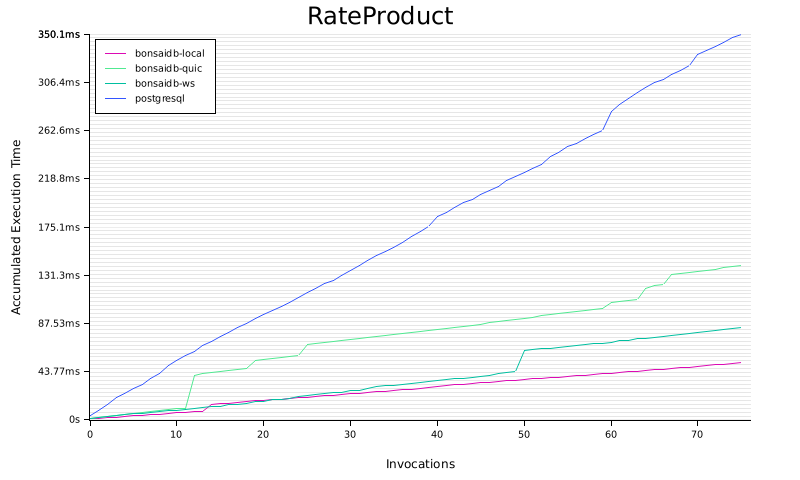 RateProduct
350.1ms
306.4ms
262.6ms
218.8ms
175.1ms
131.3ms
87.53ms
43.77ms
0s
bonsaidb-local
bonsaidb-quic
bonsaidb-ws
postgresql
Accumulated Execution Time
0 10 20 30 40 50 60 70
Invocations